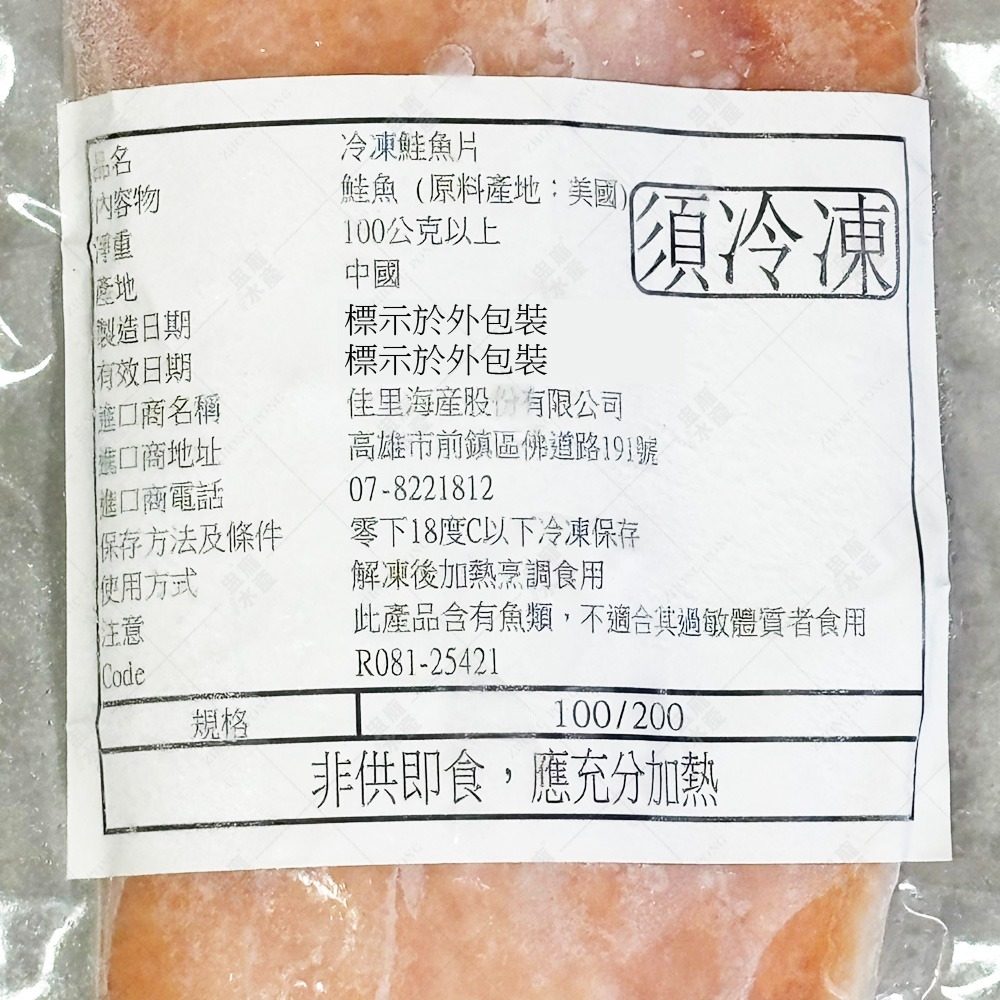 品名 冷凍鮭魚片
內容物 鮭魚 (原料產地：美國)
須冷凍
淨重 100公克以上
產地 中國
製造日期 標示於外包裝
有效日期 標示於外包裝
進口商名稱 佳里海產股份有限公司
進口商地址 高雄市前鎮區佛道路191號
進口商電話 07-8221812
保存方法及條件 零下18度C以下冷凍保存
使用方式 解凍後加熱烹調食用
注意 此產品含有魚類，不適合其過敏體質者食用
Code R081-25421
規格 100/200
非供即食，應充分加熱